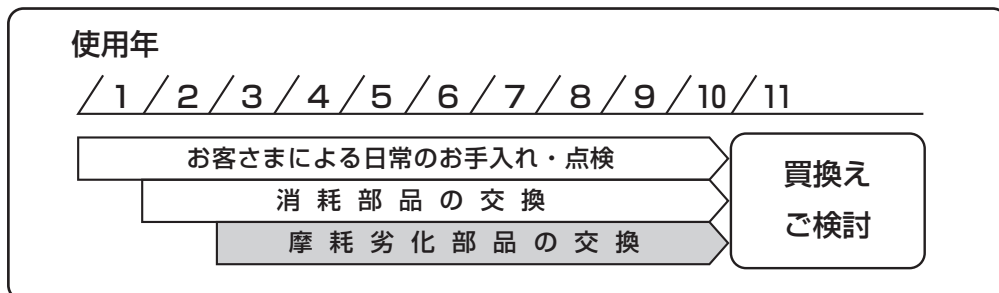 使用年
1 2 3 4 5 6 7 8 9 10 11
お客さまによる日常のお手入れ・点検
消耗部品の交換
摩耗劣化部品の交換
買換え
ご検討